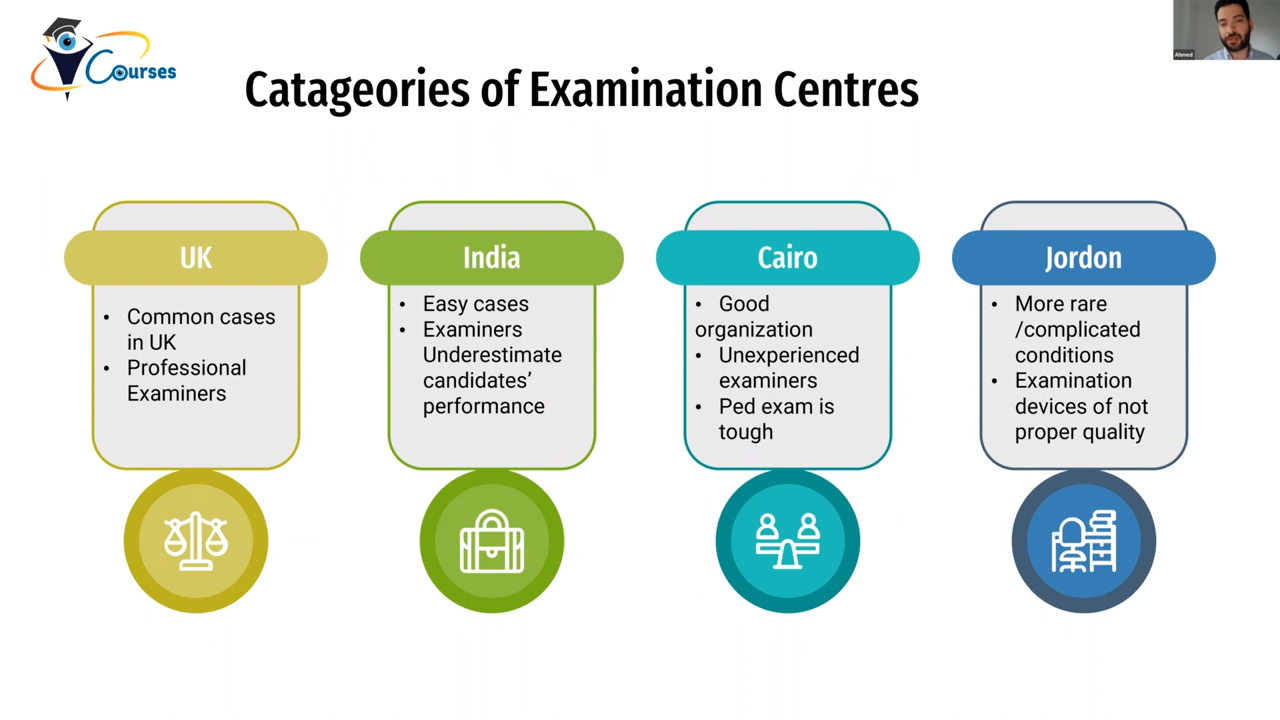 Courses
Ahmed
Catageories of Examination Centres
UK
• Common cases
in UK
• Professional
Examiners
India
• Easy cases
• Examiners
Underestimate
candidates’
performance
Cairo
• Good
organization
• Unexperienced
examiners
• Ped exam is
tough
Jordon
• More rare
/complicated
conditions
• Examination
devices of not
proper quality